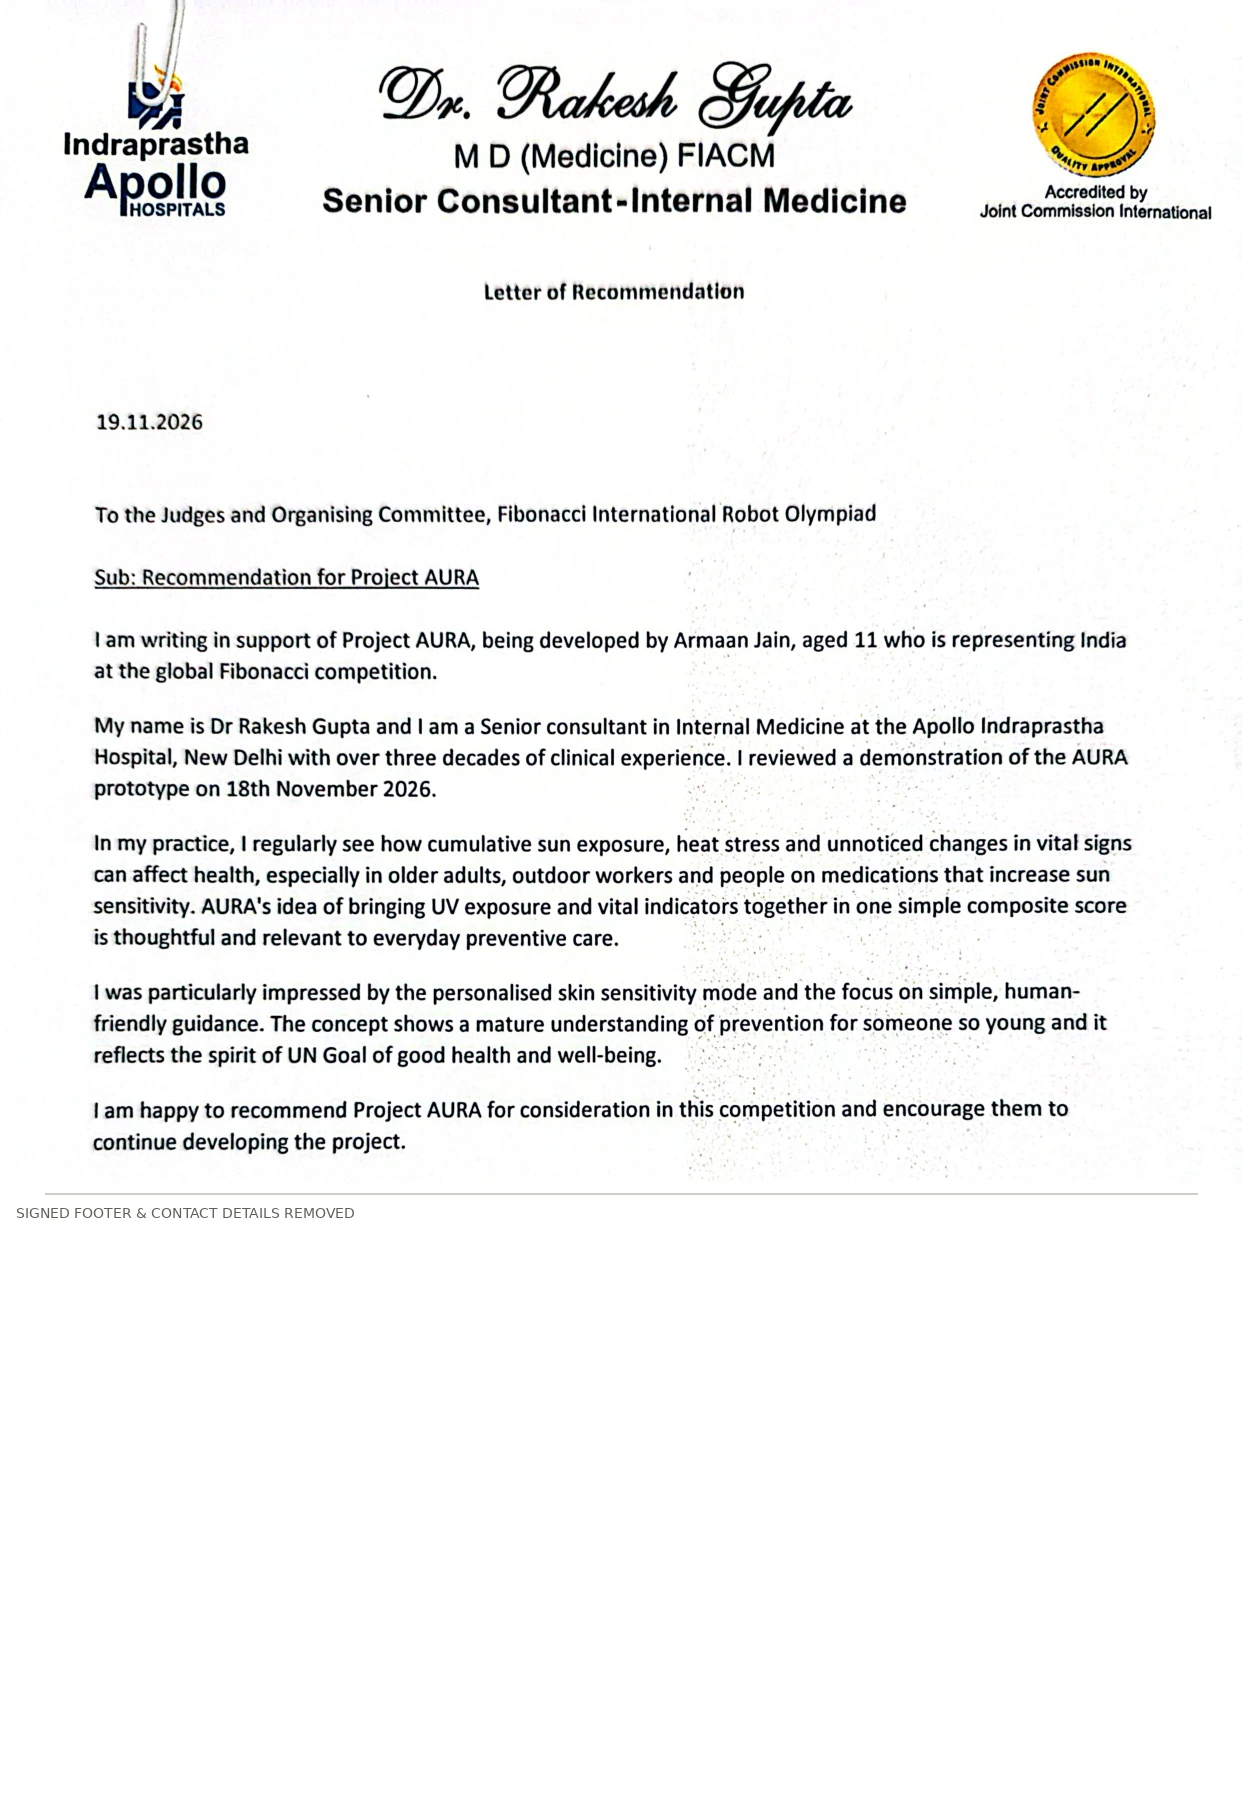 Indraprastha
Apollo
HOSPITALS
Dr. Rakesh Gupta
M D (Medicine) FIACM
Senior Consultant-Internal Medicine
JOINT COMMISSION INTERNATIONAL
QUALITY APPROVAL
Accredited by
Joint Commission International
Letter of Recommendation
19.11.2026
To the Judges and Organising Committee, Fibonacci International Robot Olympiad
Sub: Recommendation for Project AURA
I am writing in support of Project AURA, being developed by Armaan Jain, aged 11 who is representing India
at the global Fibonacci competition.
My name is Dr Rakesh Gupta and I am a Senior consultant in Internal Medicine at the Apollo Indraprastha
Hospital, New Delhi with over three decades of clinical experience. I reviewed a demonstration of the AURA
prototype on 18th November 2026.
In my practice, I regularly see how cumulative sun exposure, heat stress and unnoticed changes in vital signs
can affect health, especially in older adults, outdoor workers and people on medications that increase sun
sensitivity. AURA's idea of bringing UV exposure and vital indicators together in one simple composite score
is thoughtful and relevant to everyday preventive care.
I was particularly impressed by the personalised skin sensitivity mode and the focus on simple, human-
friendly guidance. The concept shows a mature understanding of prevention for someone so young and it
reflects the spirit of UN Goal of good health and well-being.
I am happy to recommend Project AURA for consideration in this competition and encourage them to
continue developing the project.
SIGNED FOOTER & CONTACT DETAILS REMOVED